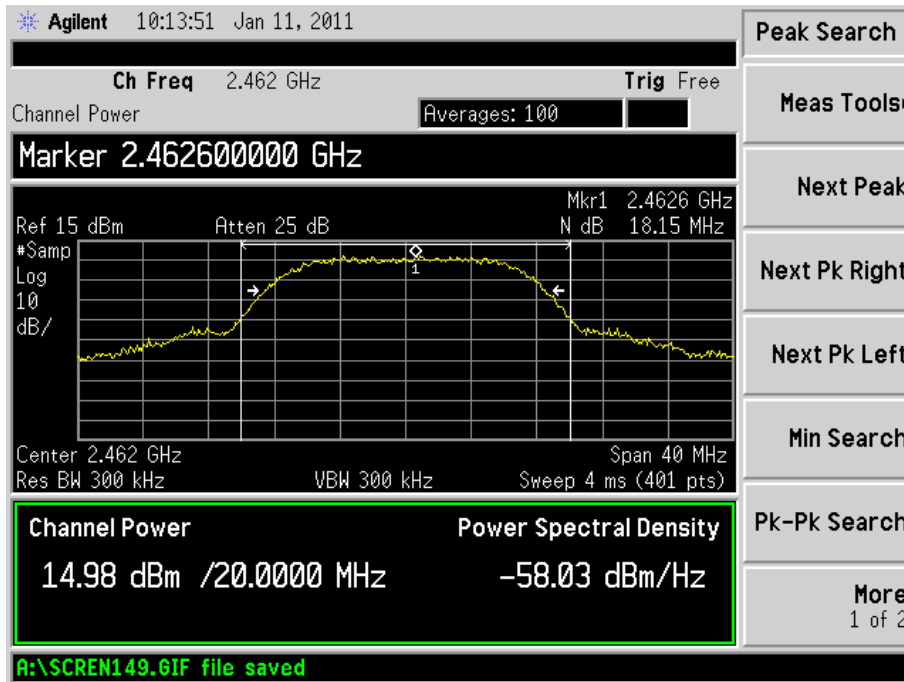 Agilent 10:13:51 Jan 11, 2011
Peak Search
Ch Freq 2.462 GHz Trig Free
Channel Power Averages: 100
Meas Tools
Marker 2.462600000 GHz
Next Peak
Mkr1 2.4626 GHz
Ref 15 dBm Atten 25 dB N dB 18.15 MHz
#Samp
Log
10
dB/
1
Next Pk Right
Next Pk Left
Center 2.462 GHz Span 40 MHz
Res BW 300 kHz VBW 300 kHz Sweep 4 ms (401 pts)
Min Search
Channel Power Power Spectral Density
14.98 dBm /20.0000 MHz -58.03 dBm/Hz
Pk-Pk Search
More
1 of 2
A:\SCREN149.GIF file saved